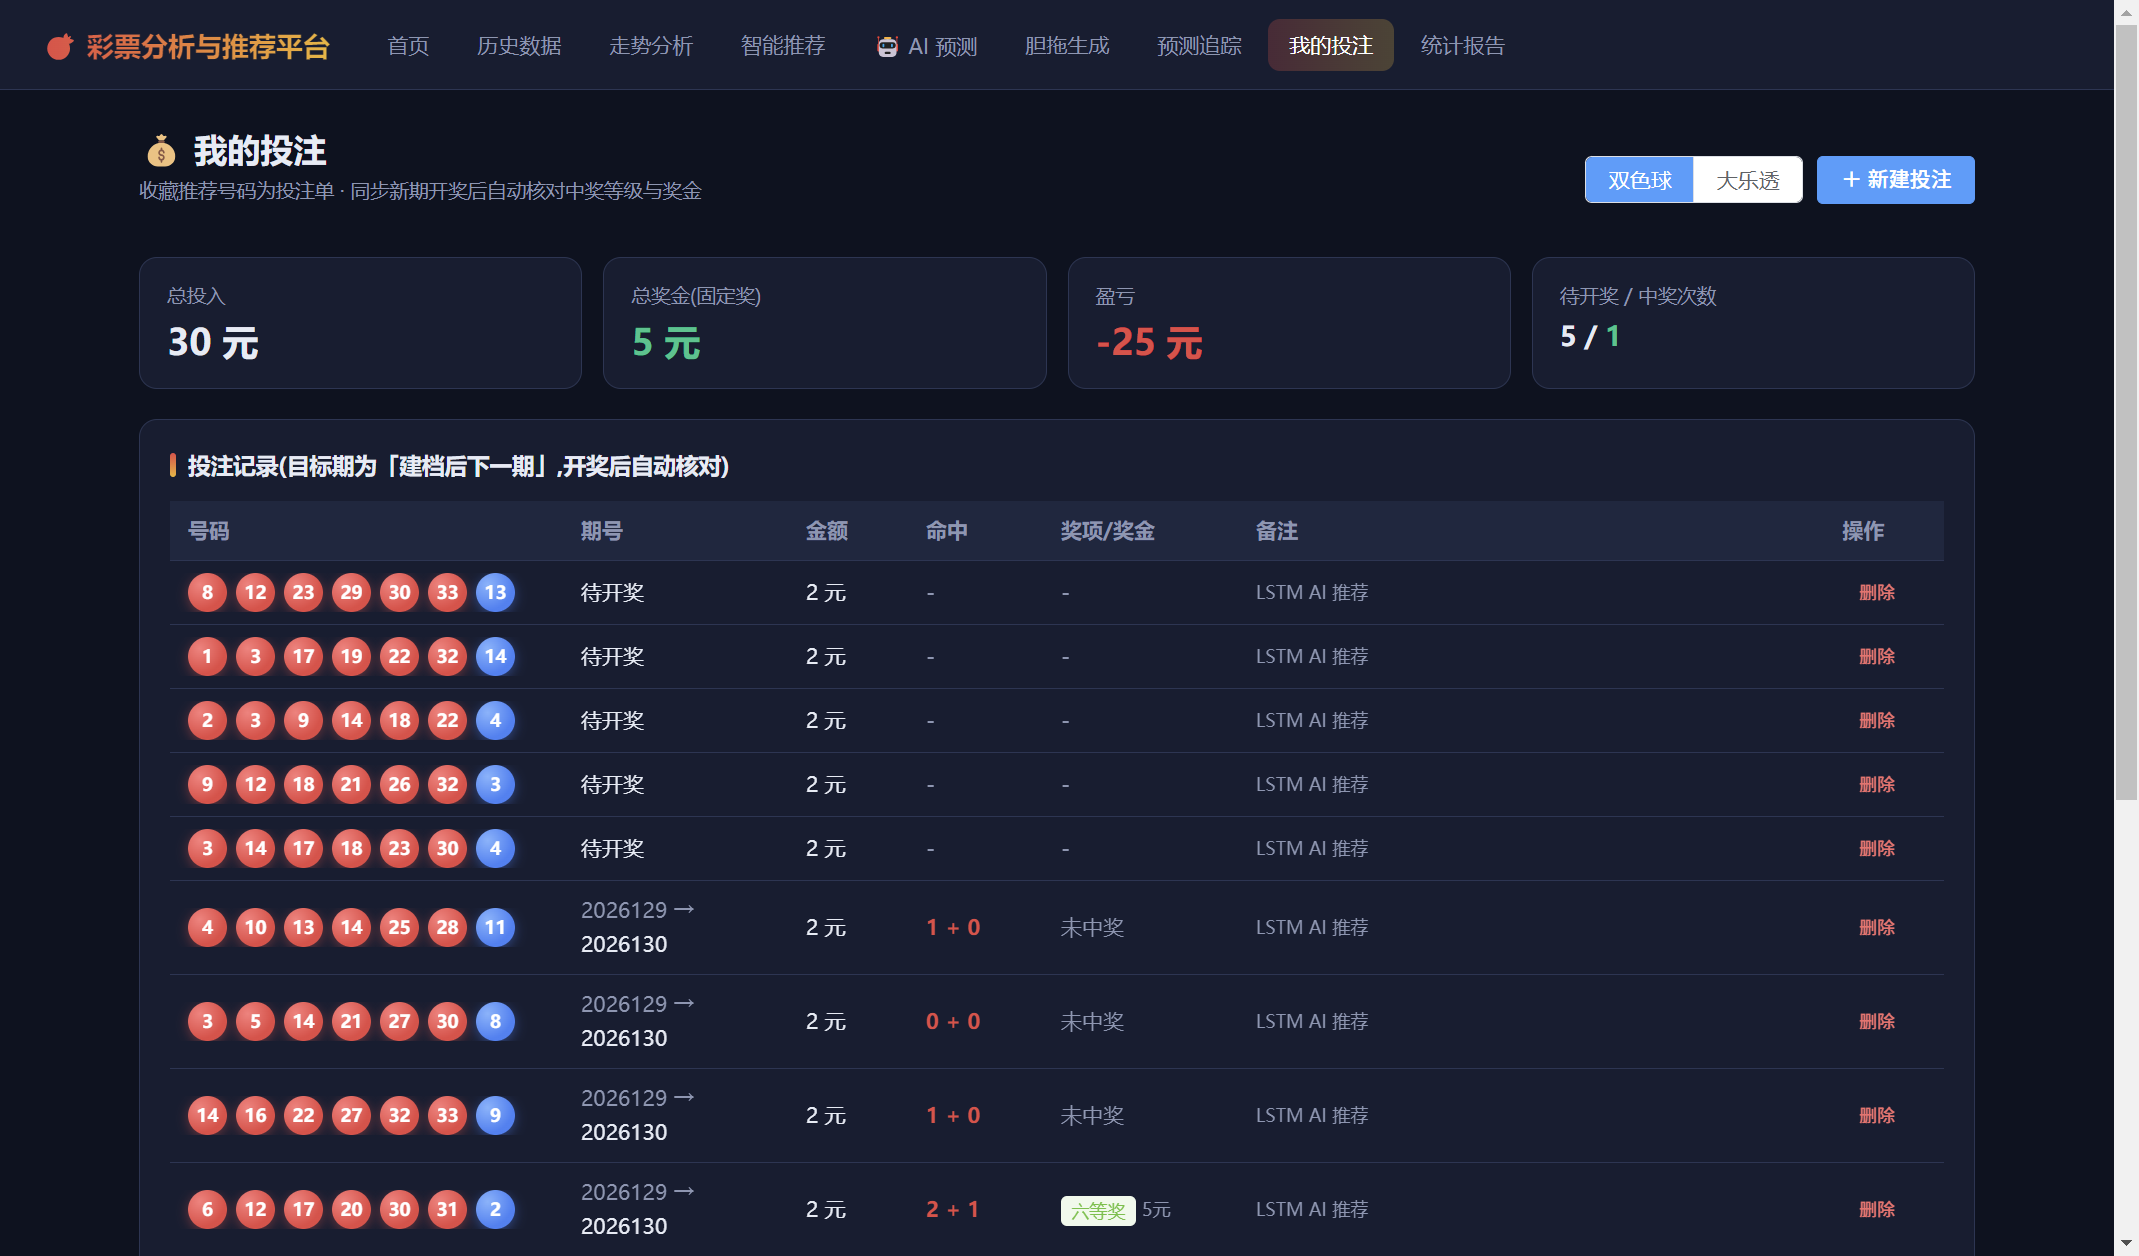 彩票分析与推荐平台 首页 历史数据 走势分析 智能推荐 AI 预测 胆拖生成 预测追踪 我的投注 统计报告
我的投注
收藏推荐号码为投注单 · 同步新期开奖后自动核对中奖等级与奖金
双色球 大乐透 + 新建投注
总投入 总奖金(固定奖) 盈亏 待开奖 / 中奖次数
30 元 5 元 -25 元 5 / 1
投注记录(目标期为「建档后下一期」,开奖后自动核对)
号码 期号 金额 命中 奖项/奖金 备注 操作
8 12 23 29 30 33 13 待开奖 2 元 - - LSTM AI 推荐 删除
1 3 17 19 22 32 14 待开奖 2 元 - - LSTM AI 推荐 删除
2 3 9 14 18 22 4 待开奖 2 元 - - LSTM AI 推荐 删除
9 12 18 21 26 32 3 待开奖 2 元 - - LSTM AI 推荐 删除
3 14 17 18 23 30 4 待开奖 2 元 - - LSTM AI 推荐 删除
4 10 13 14 25 28 11 2026129 → 2 元 1 + 0 未中奖 LSTM AI 推荐 删除
2026130
3 5 14 21 27 30 8 2026129 → 2 元 0 + 0 未中奖 LSTM AI 推荐 删除
2026130
14 16 22 27 32 33 9 2026129 → 2 元 1 + 0 未中奖 LSTM AI 推荐 删除
2026130
6 12 17 20 30 31 2 2026129 → 2 元 2 + 1 六等奖 5元 LSTM AI 推荐 删除
2026130